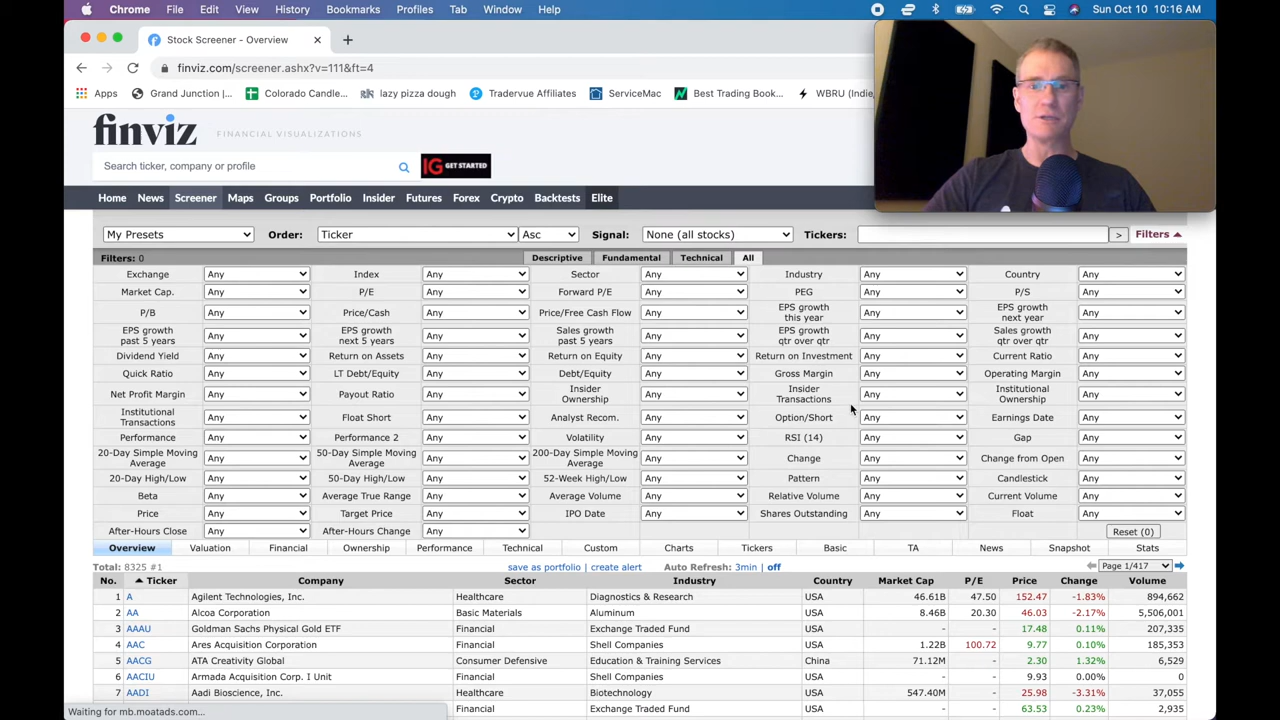 Chrome File Edit View History Bookmarks Profiles Tab Window Help Sun Oct 10 10:16 AM
Stock Screener - Overview
finviz.com/screener.ashx?v=111&ft=4
Apps Grand Junction |... Colorado Candle... lazy pizza dough Tradervue Affiliates ServiceMac Best Trading Book... WBRU (Indie)
finviz FINANCIAL VISUALIZATIONS
Search ticker, company or profile IG GET STARTED
Home News Screener Maps Groups Portfolio Insider Futures Forex Crypto Backtests Elite
My Presets Order: Ticker Asc Signal: None (all stocks) Tickers: > Filters
Filters: 0 Descriptive Fundamental Technical All
Exchange Any Index Any Sector Any Industry Any Country Any
Market Cap. Any P/E Any Forward P/E Any PEG Any P/S Any
P/B Any Price/Cash Any Price/Free Cash Flow Any EPS growth this year Any EPS growth next year Any
EPS growth past 5 years Any EPS growth next 5 years Any Sales growth past 5 years Any EPS growth qtr over qtr Any Sales growth qtr over qtr Any
Dividend Yield Any Return on Assets Any Return on Equity Any Return on Investment Any Current Ratio Any
Quick Ratio Any LT Debt/Equity Any Debt/Equity Any Gross Margin Any Operating Margin Any
Net Profit Margin Any Payout Ratio Any Insider Ownership Any Insider Transactions Any Institutional Ownership Any
Institutional Transactions Any Float Short Any Analyst Recom. Any Option/Short Any Earnings Date Any
Performance Any Performance 2 Any Volatility Any RSI (14) Any Gap Any
20-Day Simple Moving Average Any 50-Day Simple Moving Average Any 200-Day Simple Moving Average Any Change Any Change from Open Any
20-Day High/Low Any 50-Day High/Low Any 52-Week High/Low Any Pattern Any Candlestick Any
Beta Any Average True Range Any Average Volume Any Relative Volume Any Current Volume Any
Price Any Target Price Any IPO Date Any Shares Outstanding Any Float Any
After-Hours Close Any After-Hours Change Any Reset (0)
Overview Valuation Financial Ownership Performance Technical Custom Charts Tickers Basic TA News Snapshot Stats
Total: 8325 #1 save as portfolio | create alert Auto Refresh: 3min | off Page 1/417
No. Ticker Company Sector Industry Country Market Cap P/E Price Change Volume
1 A Agilent Technologies, Inc. Healthcare Diagnostics & Research USA 46.61B 47.50 152.47 -1.83% 894,662
2 AA Alcoa Corporation Basic Materials Aluminum USA 8.46B 20.30 46.03 -2.17% 5,506,001
3 AAAU Goldman Sachs Physical Gold ETF Financial Exchange Traded Fund USA - - 17.48 0.11% 207,335
4 AAC Ares Acquisition Corporation Financial Shell Companies USA 1.22B 100.72 9.77 0.10% 185,353
5 AACG ATA Creativity Global Consumer Defensive Education & Training Services China 71.12M - 2.30 1.32% 6,529
6 AACIU Armada Acquisition Corp. I Unit Financial Shell Companies USA - - 9.93 0.00% 0
7 AADI Aadi Bioscience, Inc. Healthcare Biotechnology USA 547.40M - 25.98 -3.31% 37,055
Financial Exchange Traded Fund USA - - 63.53 0.23% 2,935
Waiting for mb.moatads.com...